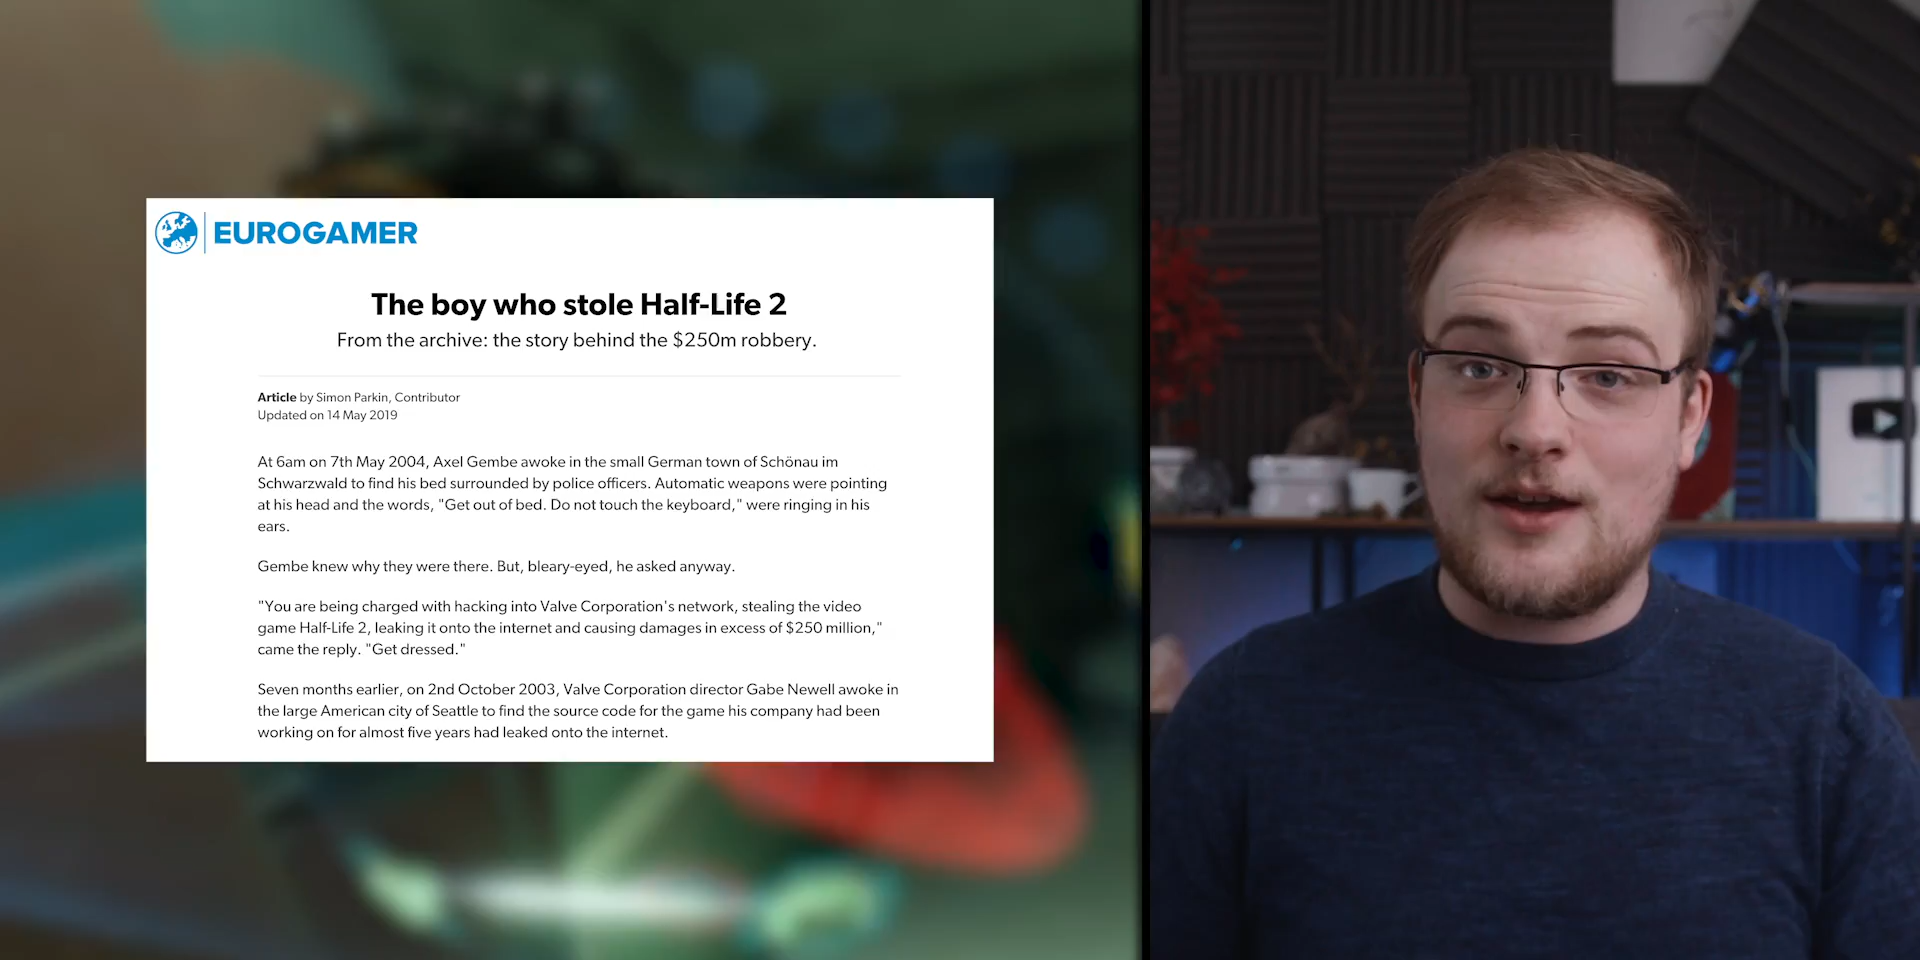 EUROGAMER
The boy who stole Half-Life 2
From the archive: the story behind the $250m robbery.
Article by Simon Parkin, Contributor
Updated on 14 May 2019
At 6am on 7th May 2004, Axel Gembe awoke in the small German town of Schönau im
Schwarzwald to find his bed surrounded by police officers. Automatic weapons were pointing
at his head and the words, "Get out of bed. Do not touch the keyboard," were ringing in his
ears.
Gembe knew why they were there. But, bleary-eyed, he asked anyway.
"You are being charged with hacking into Valve Corporation's network, stealing the video
game Half-Life 2, leaking it onto the internet and causing damages in excess of $250 million,"
came the reply. "Get dressed."
Seven months earlier, on 2nd October 2003, Valve Corporation director Gabe Newell awoke in
the large American city of Seattle to find the source code for the game his company had been
working on for almost five years had leaked onto the internet.